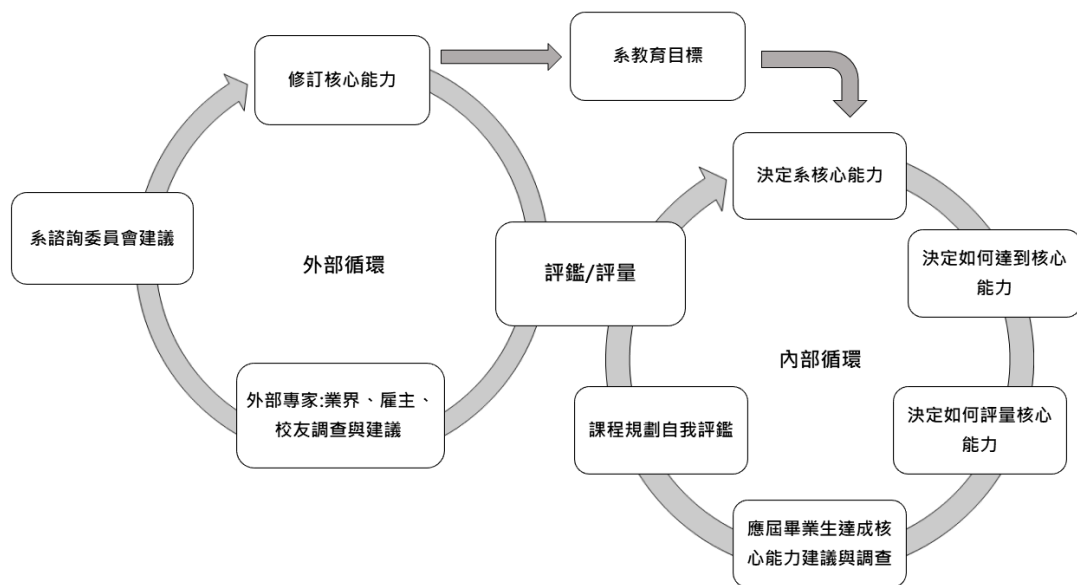 修訂核心能力
系教育目標
決定系核心能力
系諮詢委員會建議
外部循環
評鑑/評量
決定如何達到核心
能力
內部循環
外部專家:業界、雇主、
校友調查與建議
課程規劃自我評鑑
決定如何評量核心
能力
應屆畢業生達成核
心能力建議與調查